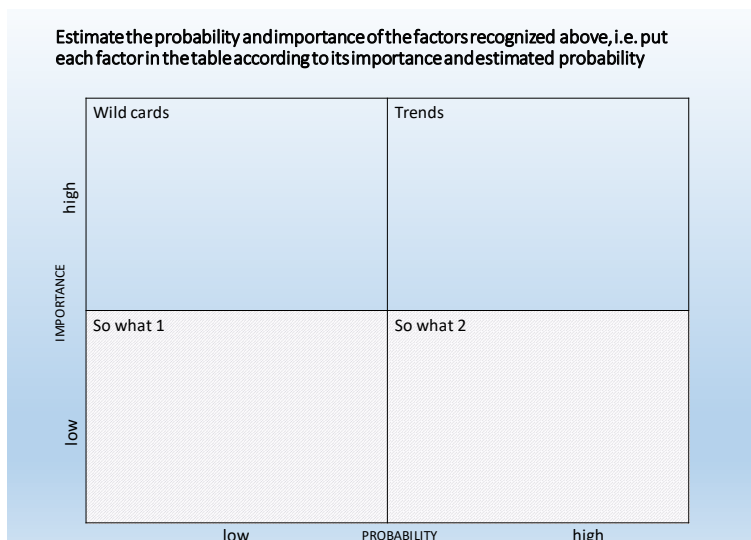 Estimate the probability and importance of the factors recognized above, i.e. put
each factor in the table according to its importance and estimated probability
Wild cards
Trends
high
IMPORTANCE
So what 1
So what 2
low
low
PROBABILITY
high